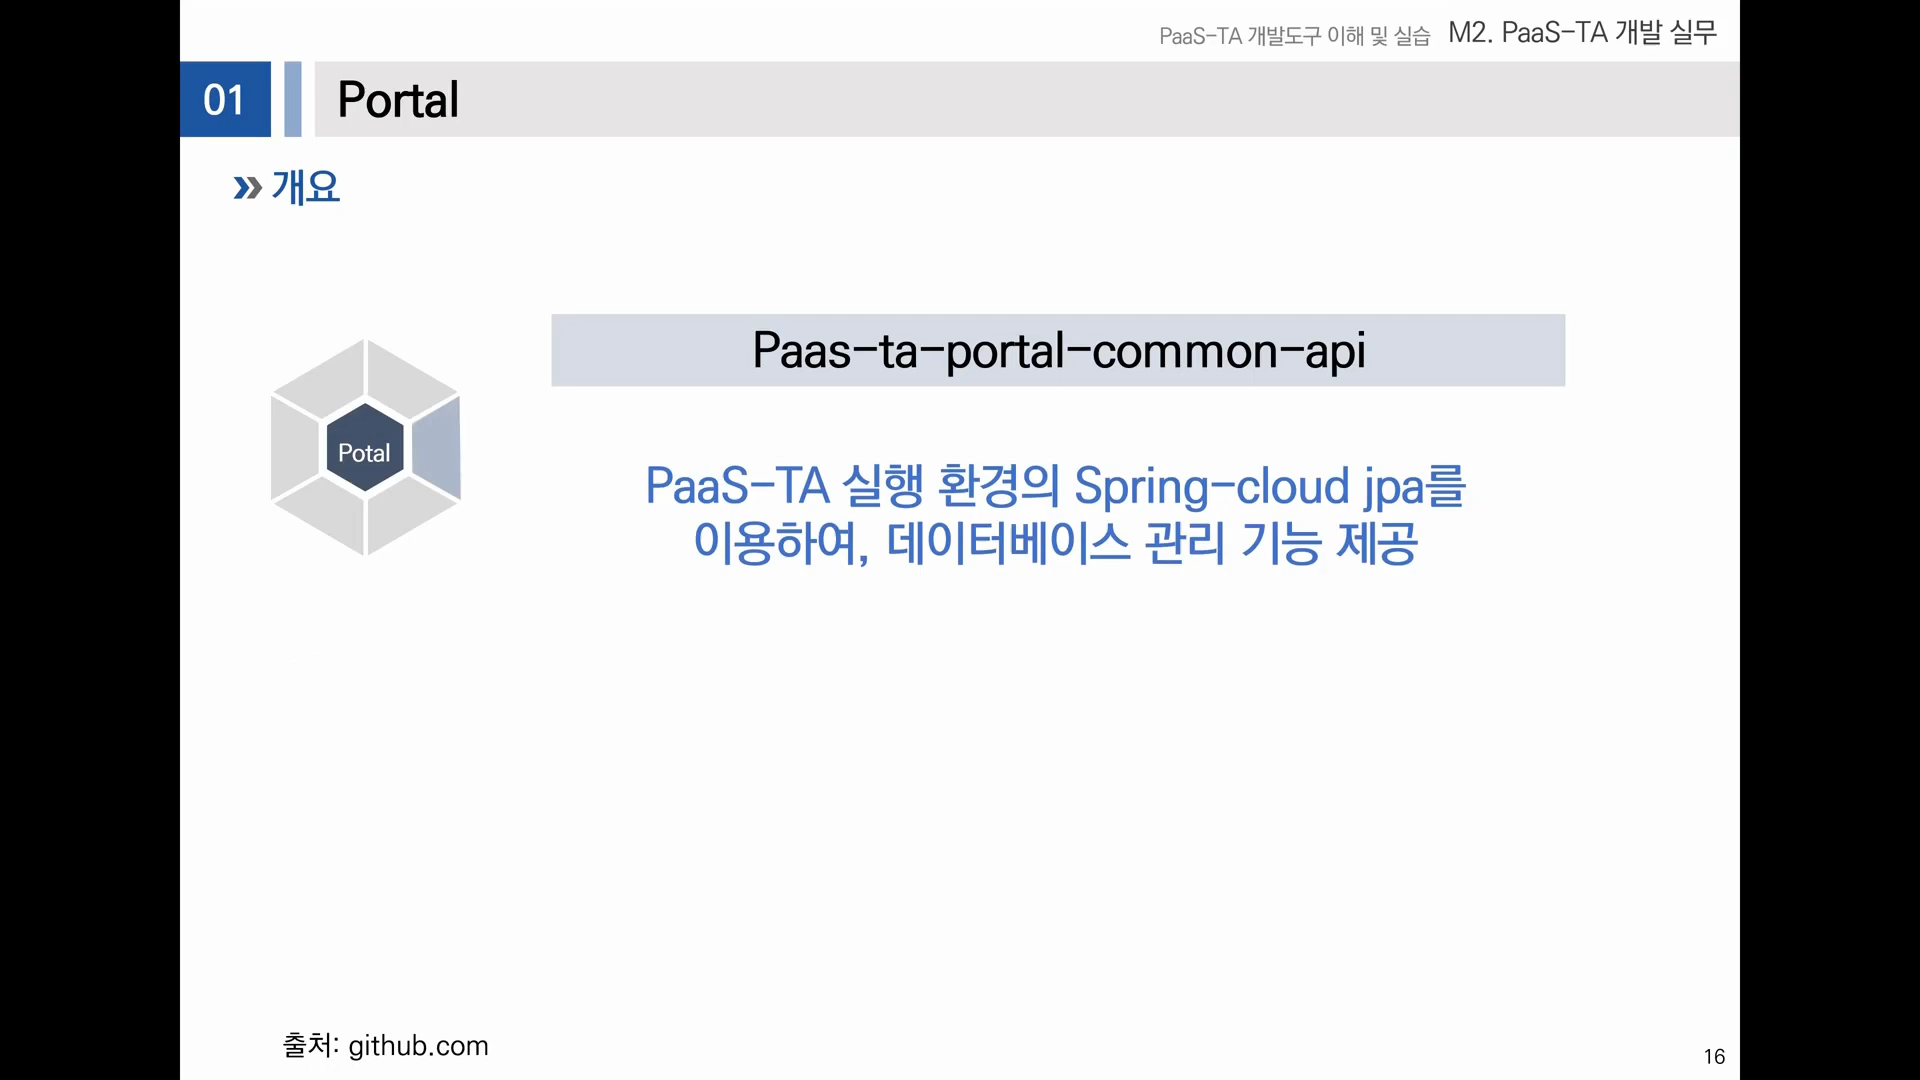 PaaS-TA 개발도구 이해 및 실습 M2. PaaS-TA 개발 실무
01 Portal
개요
Paas-ta-portal-common-api
Potal
PaaS-TA 실행 환경의 Spring-cloud jpa를
이용하여, 데이터베이스 관리 기능 제공
출처: github.com
16